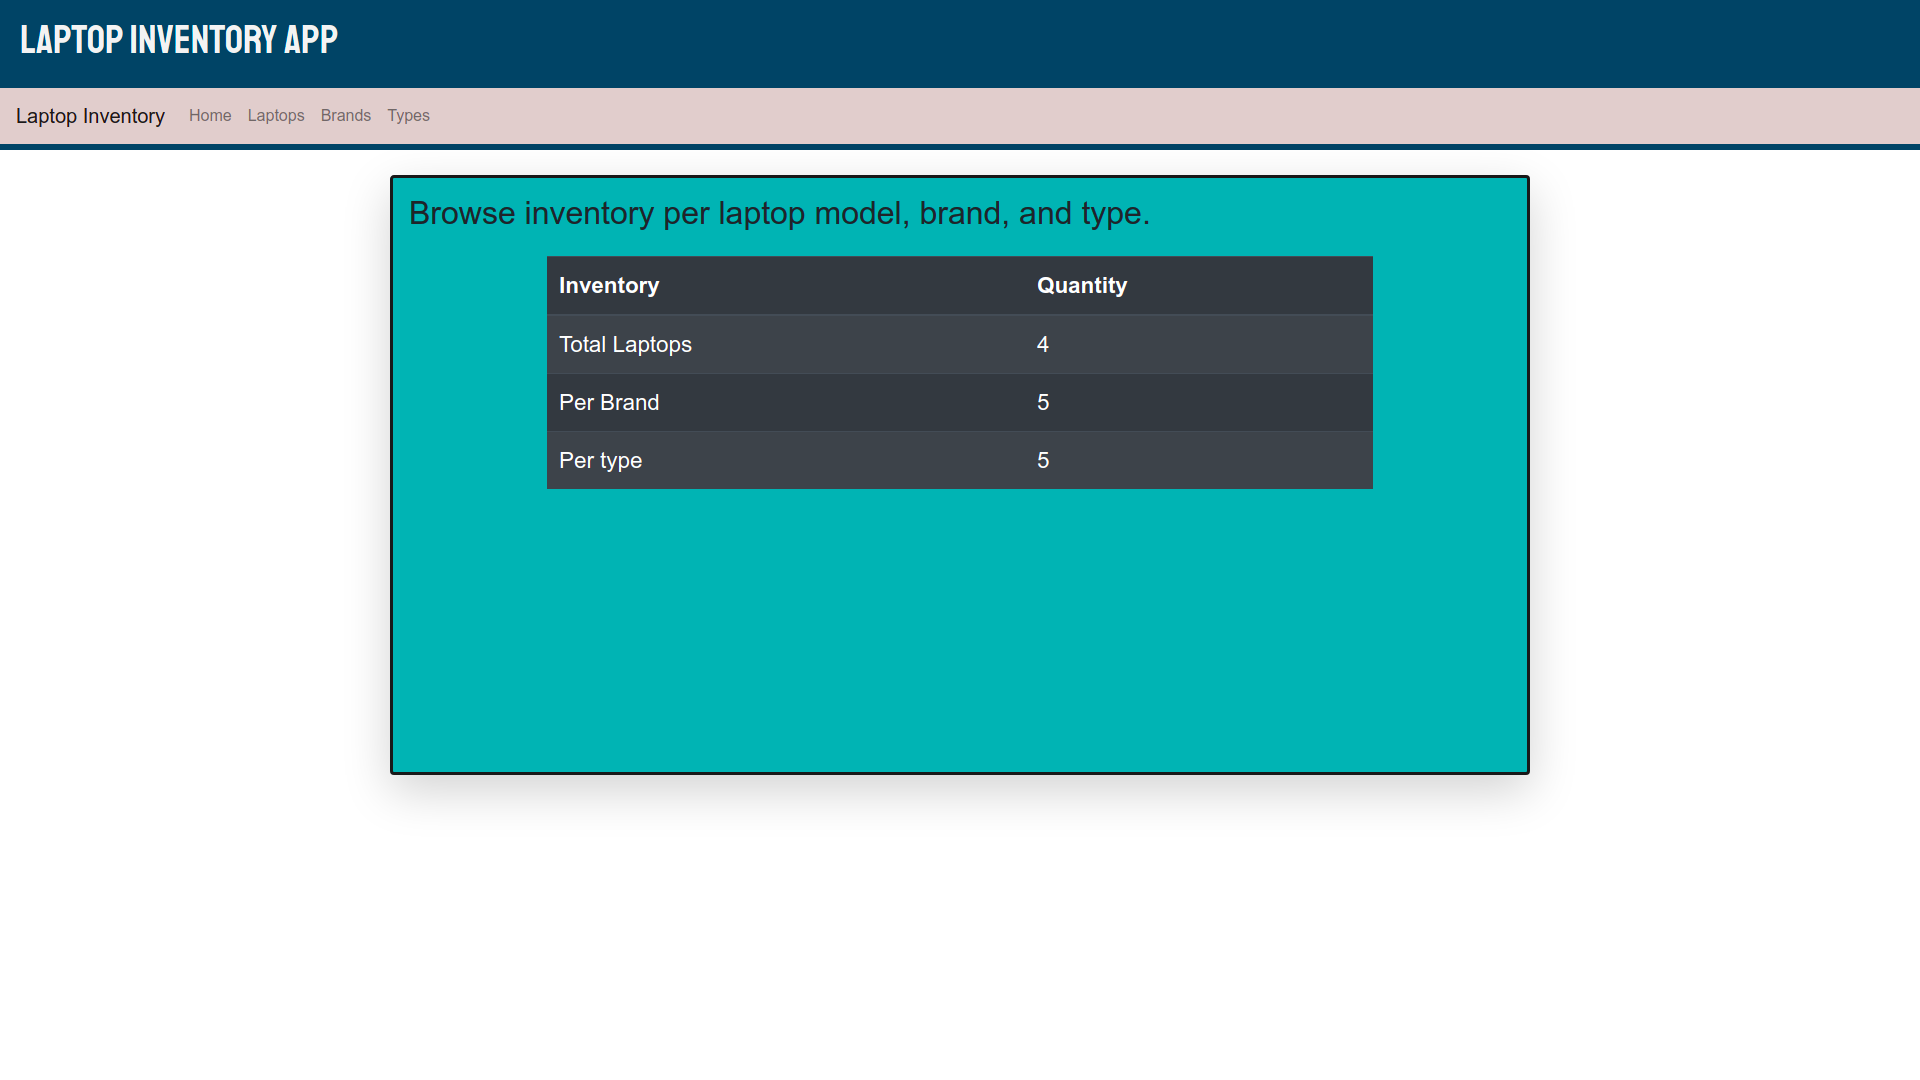 LAPTOP INVENTORY APP
Laptop Inventory Home Laptops Brands Types
Browse inventory per laptop model, brand, and type.
Inventory Quantity
Total Laptops 4
Per Brand 5
Per type 5